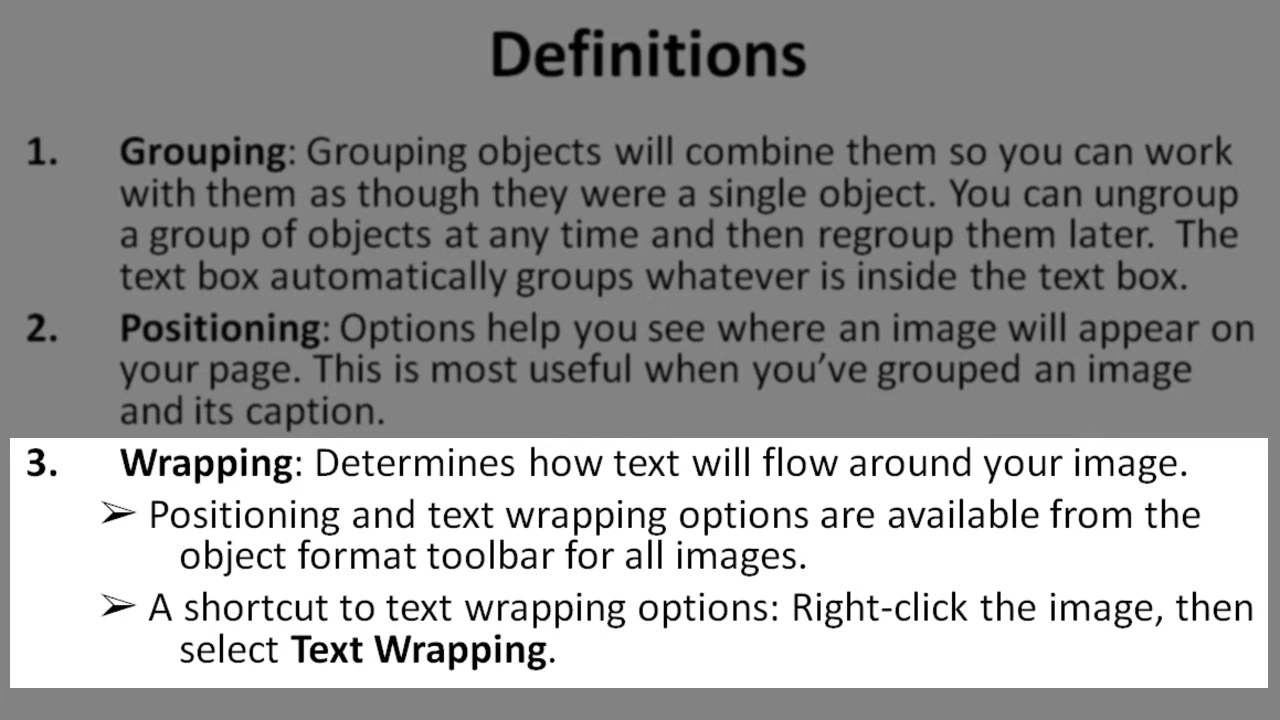 Definitions
1. Grouping: Grouping objects will combine them so you can work
with them as though they were a single object. You can ungroup
a group of objects at any time and then regroup them later. The
text box automatically groups whatever is inside the text box.
2. Positioning: Options help you see where an image will appear on
your page. This is most useful when you’ve grouped an image
and its caption.
3. Wrapping: Determines how text will flow around your image.
➢ Positioning and text wrapping options are available from the
object format toolbar for all images.
➢ A shortcut to text wrapping options: Right-click the image, then
select Text Wrapping.